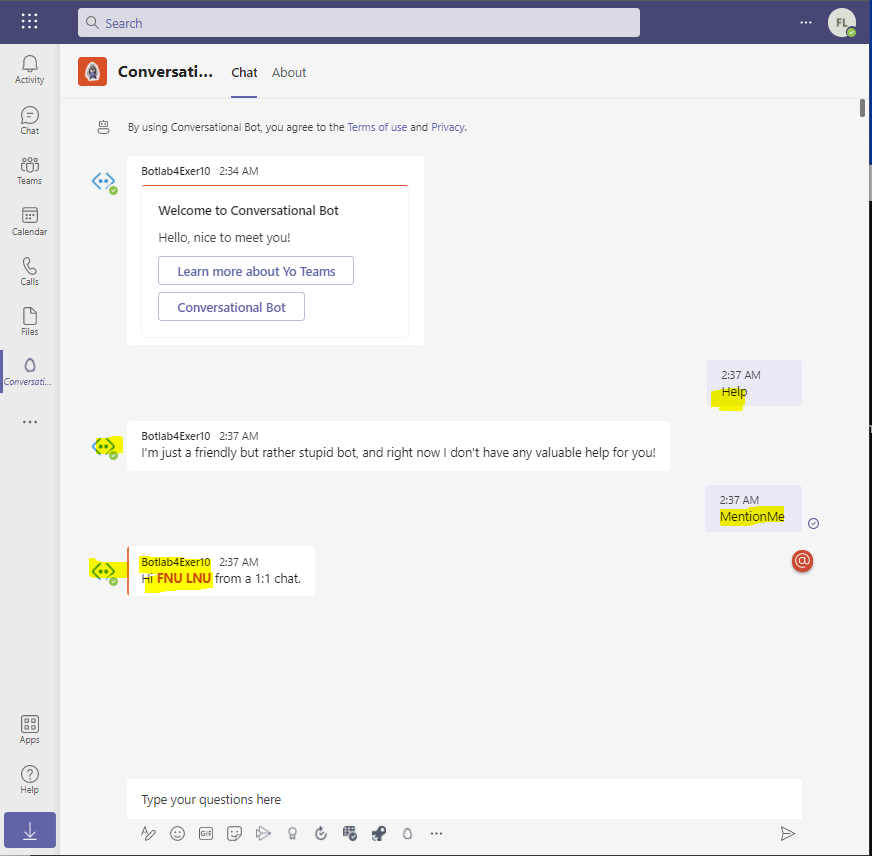 Search
FL
Activity
Chat
Teams
Calendar
Calls
Files
Conversati...
Apps
Help
Conversati... Chat About
By using Conversational Bot, you agree to the Terms of use and Privacy.
Botlab4Exer10 2:34 AM
Welcome to Conversational Bot
Hello, nice to meet you!
Learn more about Yo Teams
Conversational Bot
2:37 AM
Help
Botlab4Exer10 2:37 AM
I'm just a friendly but rather stupid bot, and right now I don't have any valuable help for you!
2:37 AM
MentionMe
@
Botlab4Exer10 2:37 AM
Hi FNU LNU from a 1:1 chat.
Type your questions here
GIF